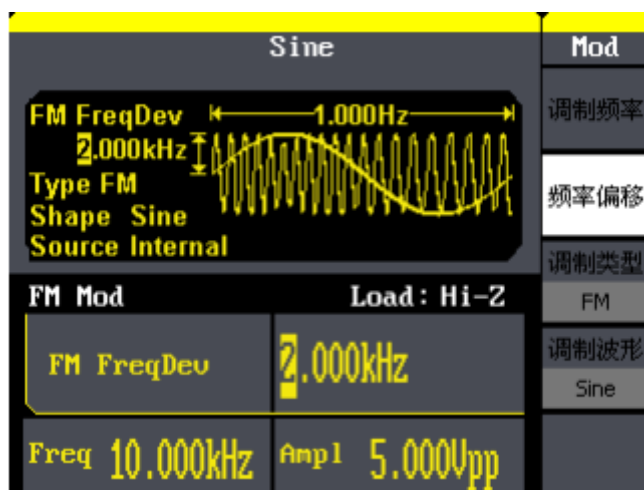 Sine
Mod
FM FreqDev
1.000Hz
2.000kHz
Type FM
Shape Sine
Source Internal
调制频率
频率偏移
调制类型
FM
调制波形
Sine
FM Mod
Load: Hi-Z
FM FreqDev
2.000kHz
Freq 10.000kHz
Ampl 5.000Vpp